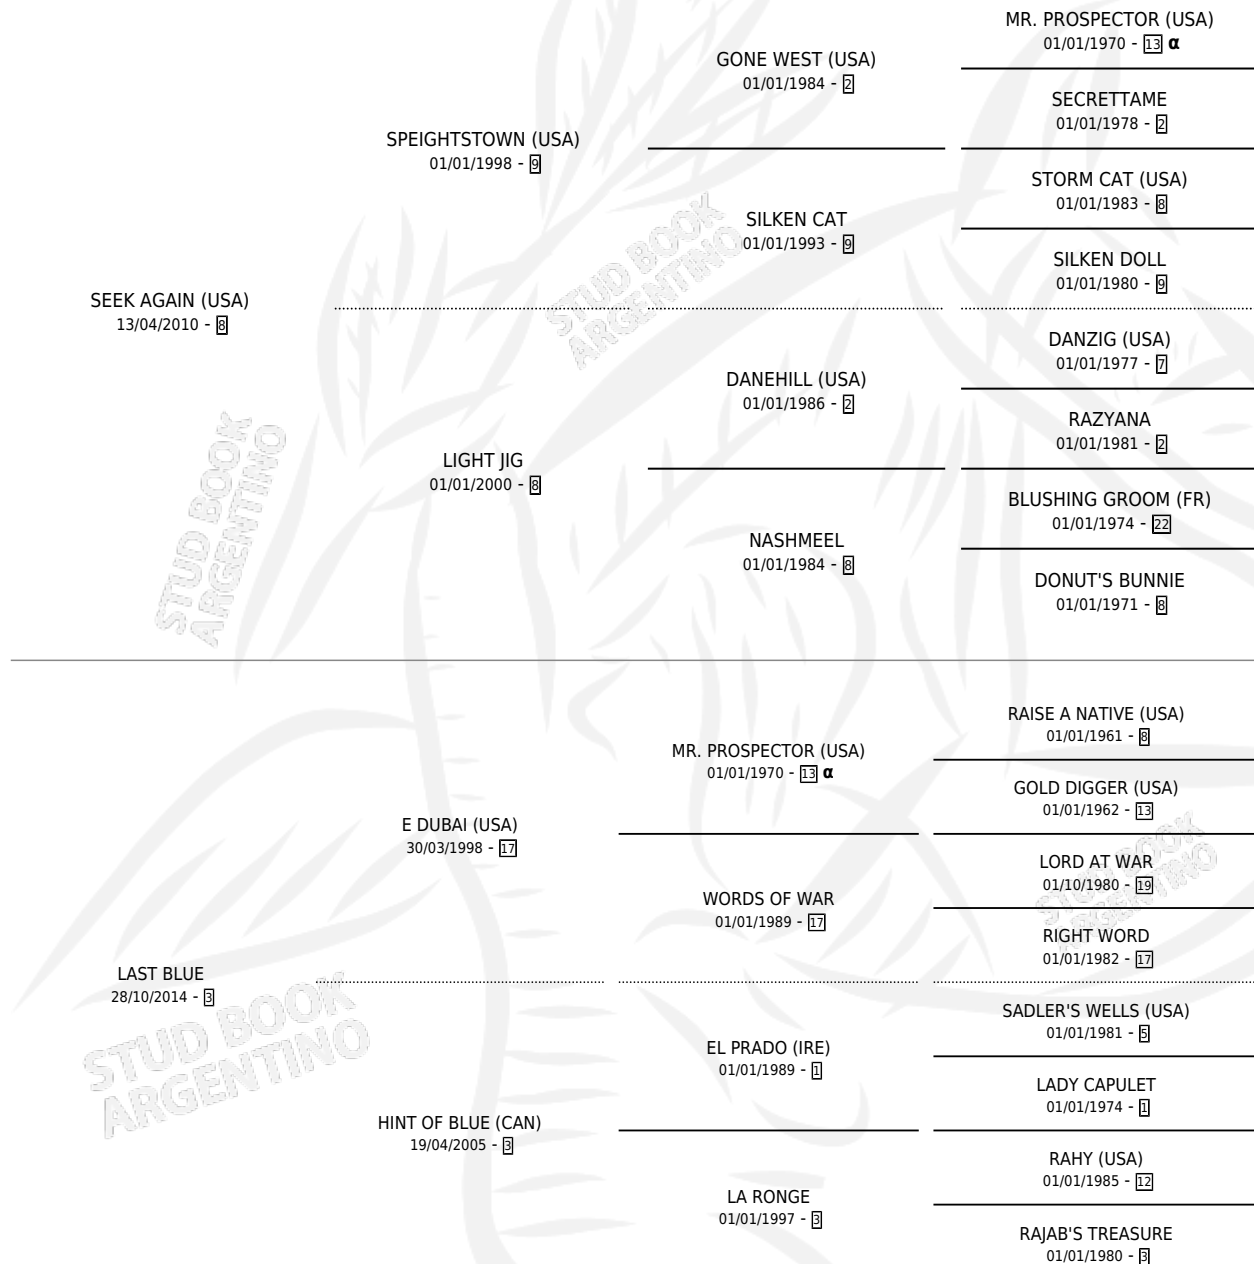 MR. PROSPECTOR (USA)
01/01/1970 - 13 α
GONE WEST (USA)
01/01/1984 - 2
SECRETTAME
01/01/1978 - 2
SPEIGHTSTOWN (USA)
01/01/1998 - 9
STORM CAT (USA)
01/01/1983 - 8
SILKEN CAT
01/01/1993 - 9
SILKEN DOLL
01/01/1980 - 9
SEEK AGAIN (USA)
13/04/2010 - 8
DANZIG (USA)
01/01/1977 - 7
DANEHILL (USA)
01/01/1986 - 2
RAZYANA
01/01/1981 - 2
LIGHT JIG
01/01/2000 - 8
BLUSHING GROOM (FR)
01/01/1974 - 22
NASHMEEL
01/01/1984 - 8
DONUT'S BUNNIE
01/01/1971 - 8
RAISE A NATIVE (USA)
01/01/1961 - 8
MR. PROSPECTOR (USA)
01/01/1970 - 13 α
GOLD DIGGER (USA)
01/01/1962 - 13
E DUBAI (USA)
30/03/1998 - 17
LORD AT WAR
01/10/1980 - 19
WORDS OF WAR
01/01/1989 - 17
RIGHT WORD
01/01/1982 - 17
LAST BLUE
28/10/2014 - 3
SADLER'S WELLS (USA)
01/01/1981 - 5
EL PRADO (IRE)
01/01/1989 - 1
LADY CAPULET
01/01/1974 - 1
HINT OF BLUE (CAN)
19/04/2005 - 3
RAHY (USA)
01/01/1985 - 12
LA RONGE
01/01/1997 - 3
RAJAB'S TREASURE
01/01/1980 - 3
STUD BOOK
ARGENTINO
STUD BOOK
ARGENTINO
STUD BOOK
ARGENTINO
STUD BOOK
ARGENTINO